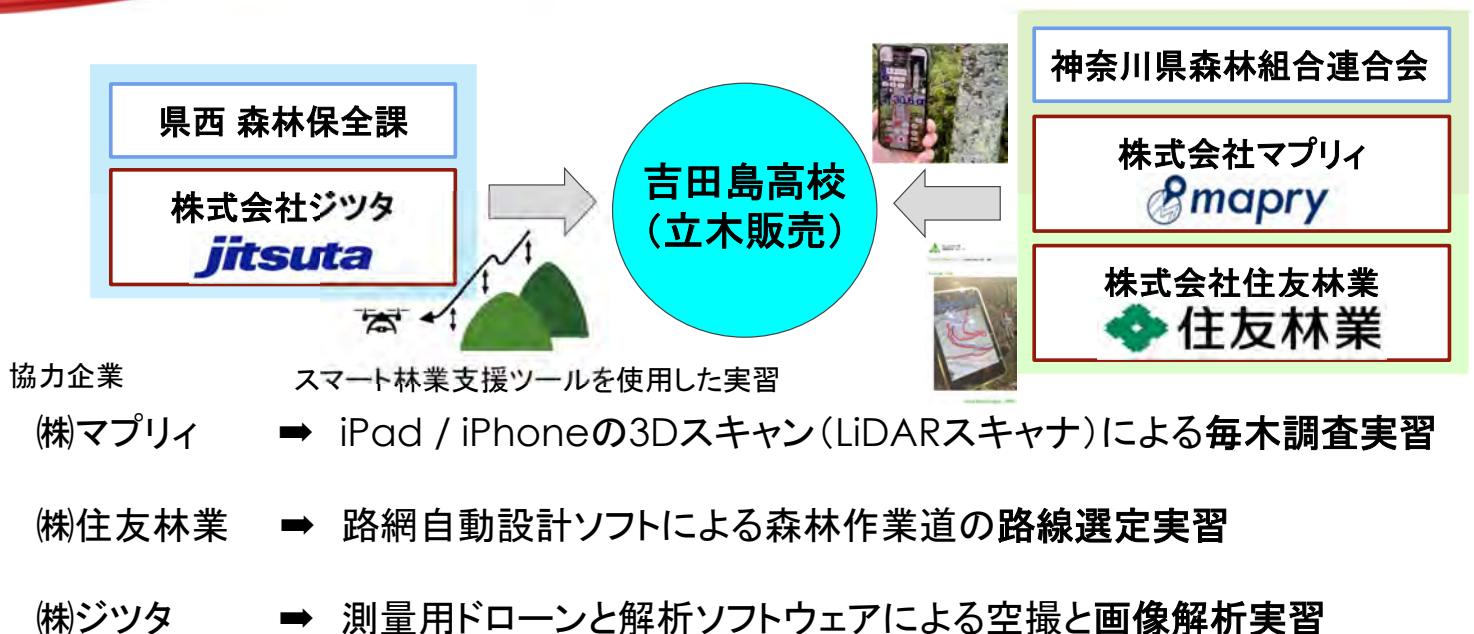 県西 森林保全課
株式会社ジツタ
jitsuta
吉田島高校
（立木販売）
神奈川県森林組合連合会
株式会社マプリィ
mapry
株式会社住友林業
住友林業
協力企業
スマート林業支援ツールを使用した実習
㈱マプリィ ➡ iPad / iPhoneの3Dスキャン（LiDARスキャナ）による毎木調査実習
㈱住友林業 ➡ 路網自動設計ソフトによる森林作業道の路線選定実習
㈱ジツタ ➡ 測量用ドローンと解析ソフトウェアによる空撮と画像解析実習